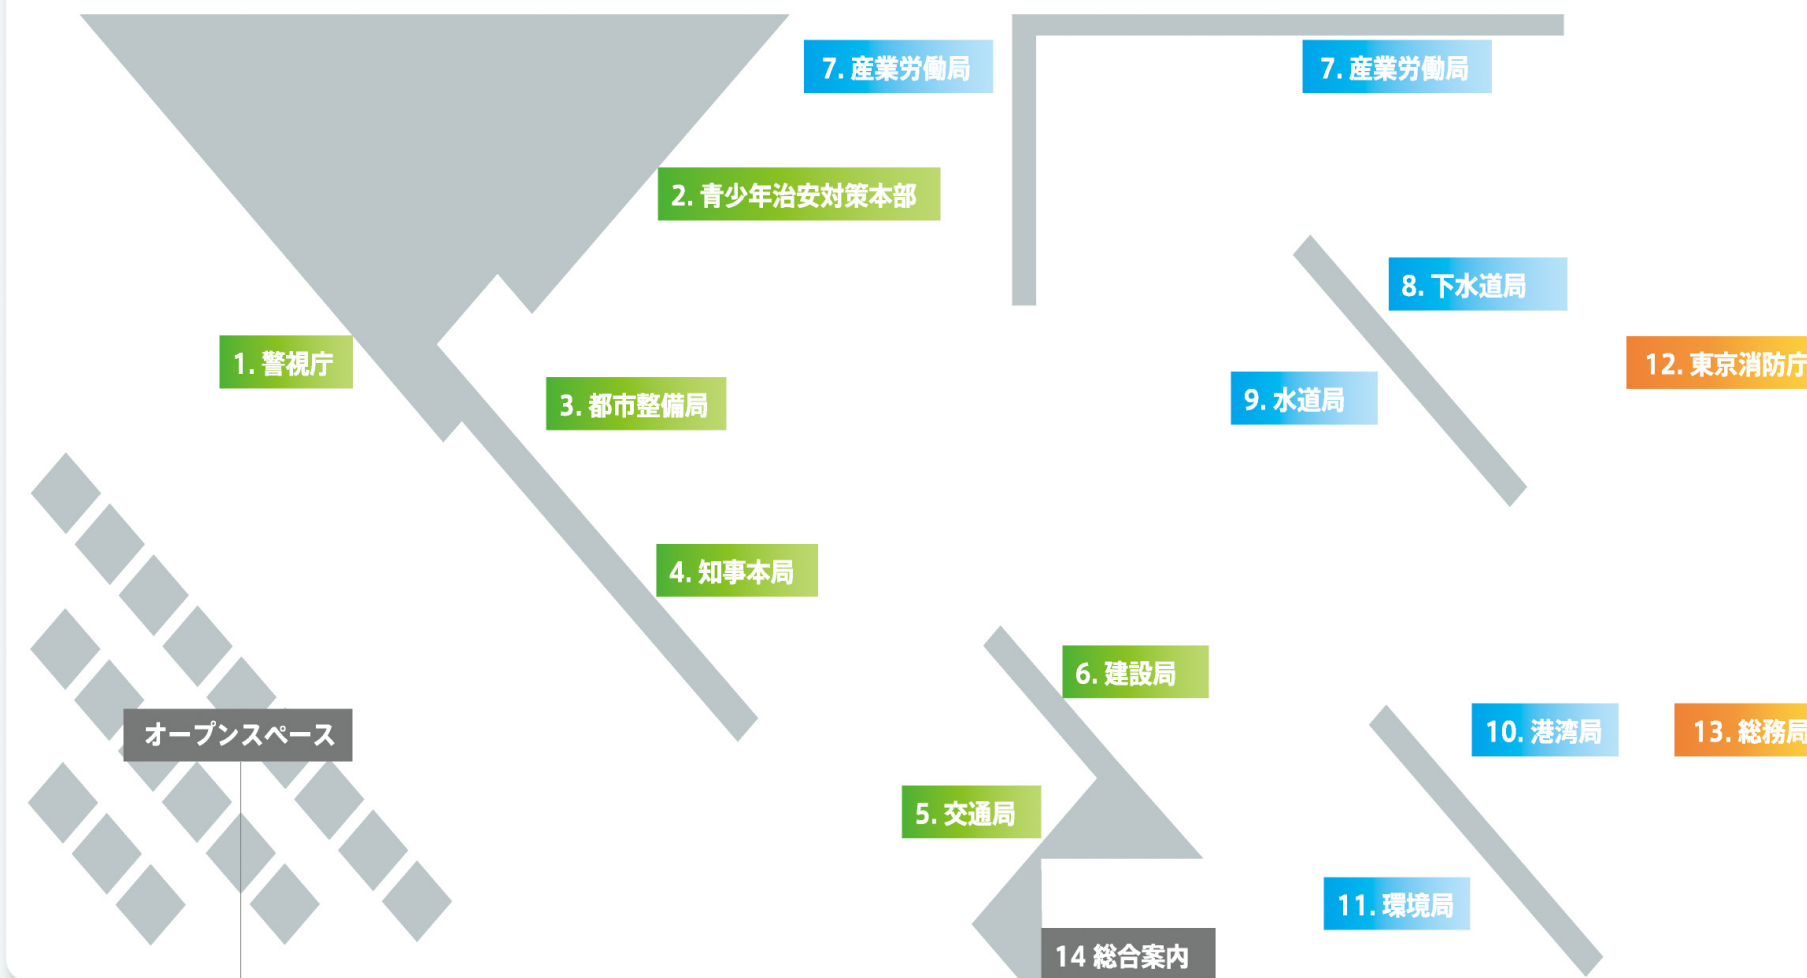 7. 産業労働局
7. 産業労働局
2. 青少年治安対策本部
8. 下水道局
1. 警視庁
12. 東京消防庁
3. 都市整備局
9. 水道局
4. 知事本局
6. 建設局
オープンスペース
10. 港湾局
13. 総務局
5. 交通局
11. 環境局
14 総合案内